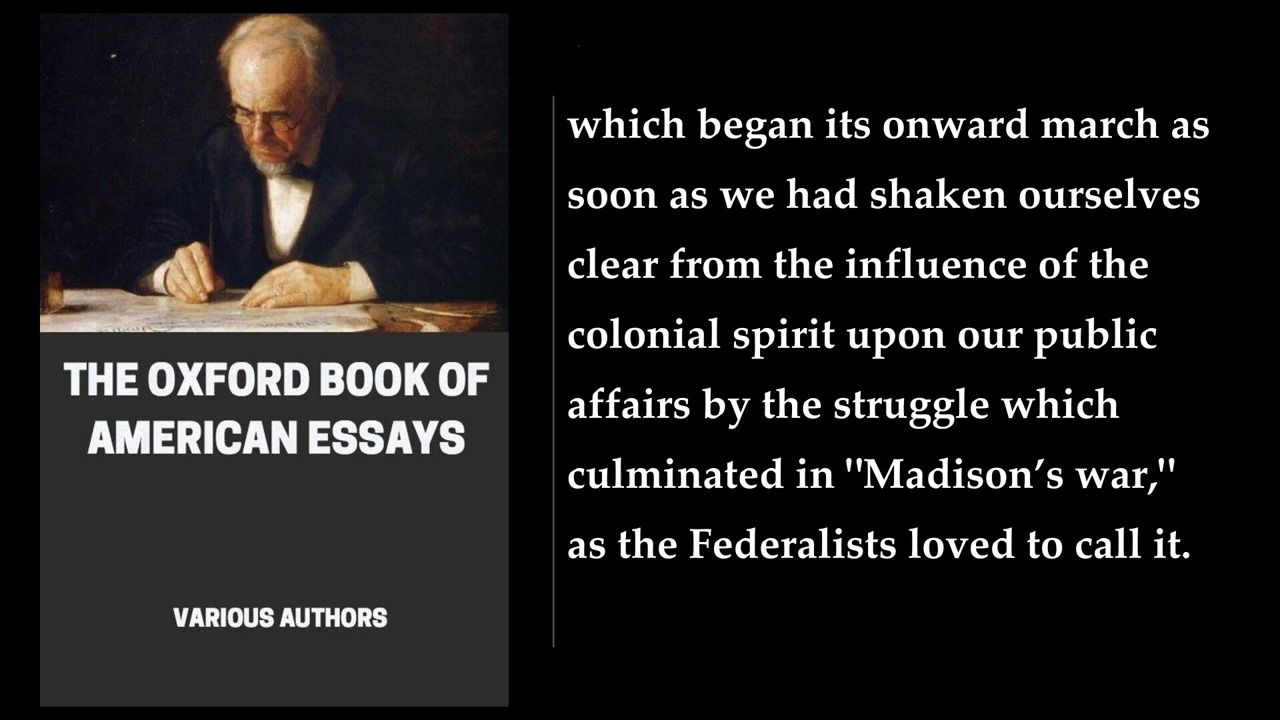 THE OXFORD BOOK OF
AMERICAN ESSAYS
VARIOUS AUTHORS
which began its onward march as
soon as we had shaken ourselves
clear from the influence of the
colonial spirit upon our public
affairs by the struggle which
culminated in "Madison’s war,"
as the Federalists loved to call it.